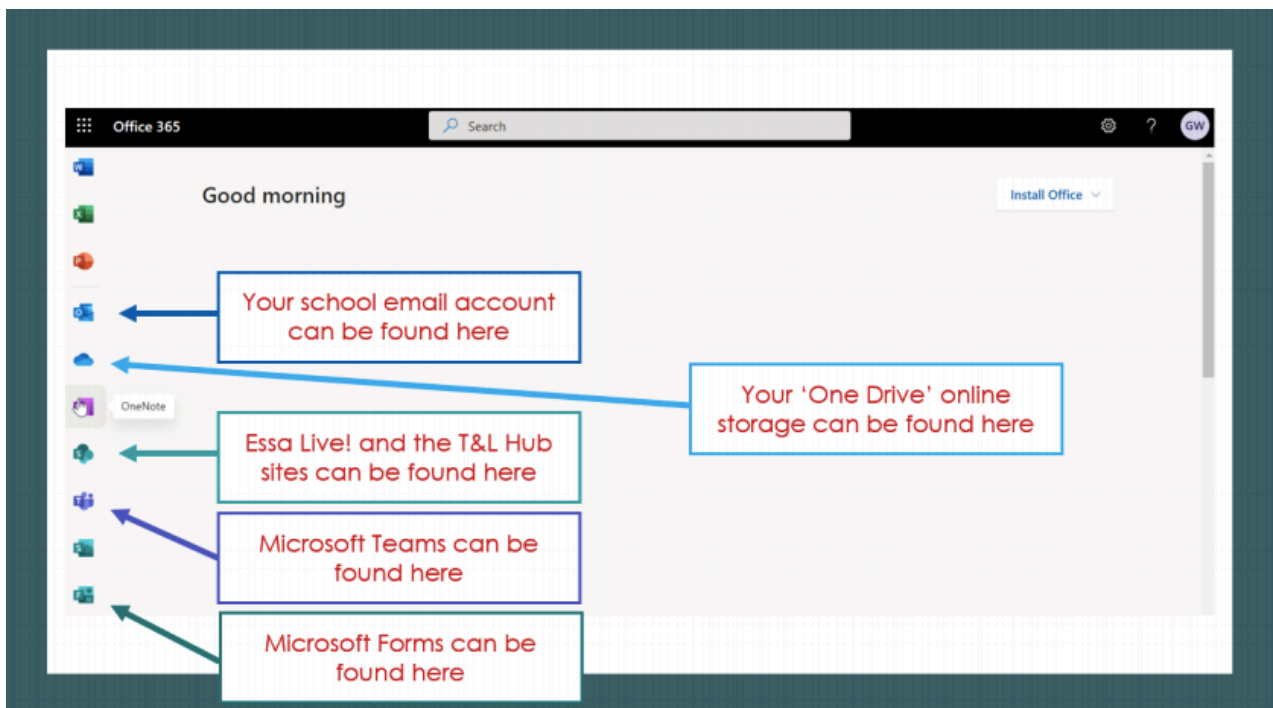 Office 365
Search
GW
Good morning
Install Office
Your school email account
can be found here
Your ‘One Drive’ online
storage can be found here
OneNote
Essa Live! and the T&L Hub
sites can be found here
Microsoft Teams can be
found here
Microsoft Forms can be
found here